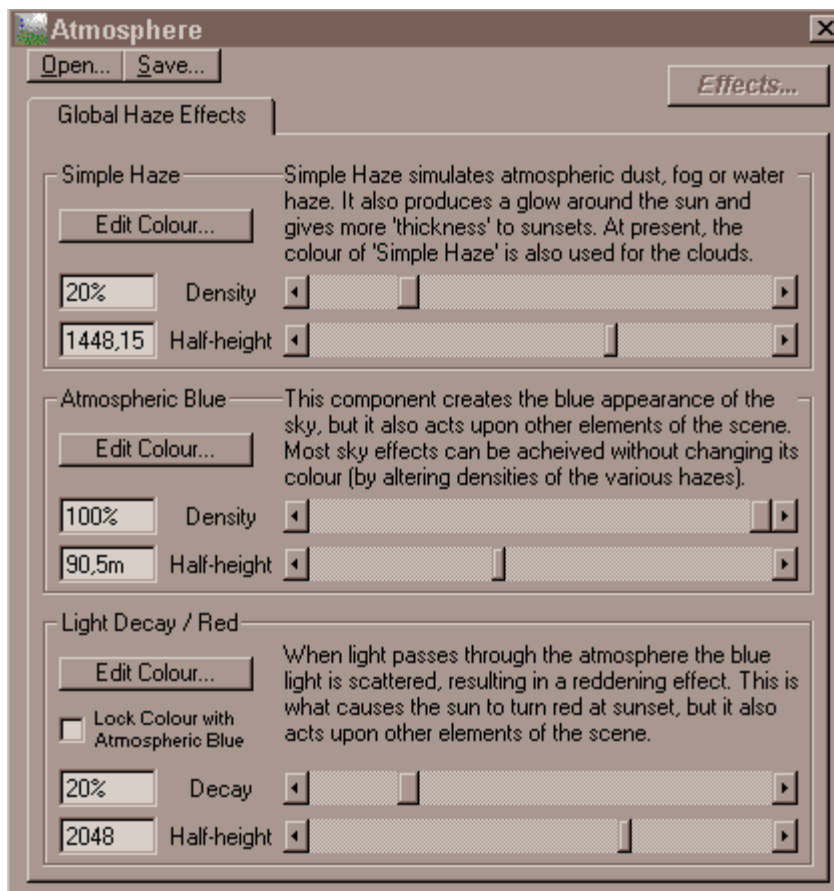 Atmosphere
Open... Save...
Effects...
Global Haze Effects
Simple Haze
Simple Haze simulates atmospheric dust, fog or water
haze. It also produces a glow around the sun and
gives more 'thickness' to sunsets. At present, the
colour of 'Simple Haze' is also used for the clouds.
Edit Colour...
20% Density
1448,15 Half-height
Atmospheric Blue
This component creates the blue appearance of the
sky, but it also acts upon other elements of the scene.
Most sky effects can be acheived without changing its
colour (by altering densities of the various hazes).
Edit Colour...
100% Density
90,5m Half-height
Light Decay / Red
When light passes through the atmosphere the blue
light is scattered, resulting in a reddening effect. This is
what causes the sun to turn red at sunset, but it also
acts upon other elements of the scene.
Edit Colour...
Lock Colour with
Atmospheric Blue
20% Decay
2048 Half-height